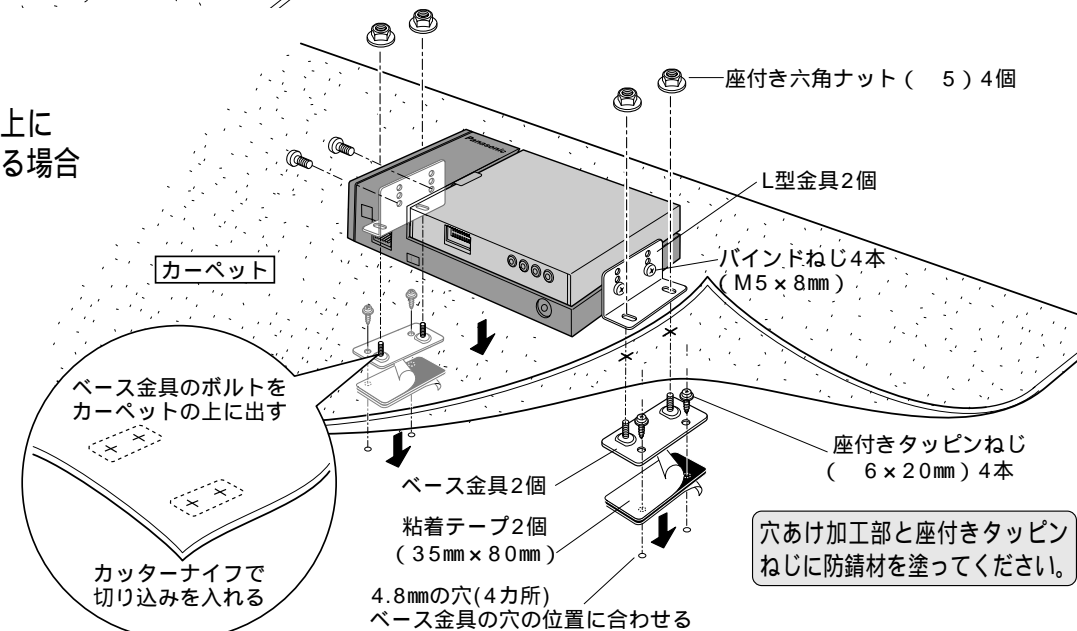 上に
る場合
座付き六角ナット（　5）4個
Panasonic
L型金具2個
バインドねじ4本
（M5×8㎜）
カーペット
ベース金具のボルトを
カーペットの上に出す
カッターナイフで
切り込みを入れる
座付きタッピンねじ
（　6×20㎜）4本
ベース金具2個
粘着テープ2個
（35㎜×80㎜）
4.8㎜の穴(4カ所)
ベース金具の穴の位置に合わせる
穴あけ加工部と座付きタッピン
ねじに防錆材を塗ってください。